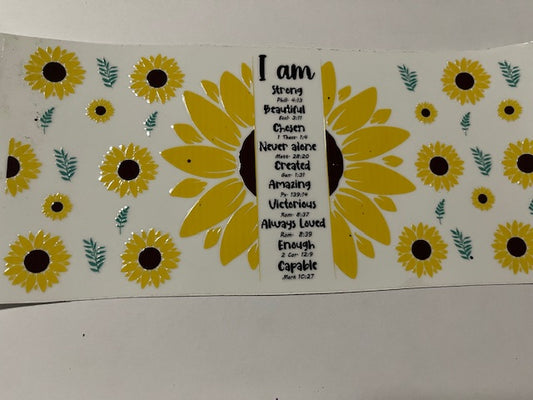 I am
Strong
Phil- 4:13
Beautiful
Eccl- 3:11
Chosen
1 Thess- 1:4
Never alone
Matt- 28:20
Created
Gen- 1:31
Amazing
Ps- 139:14
Victorious
Rom- 8:37
Always Loved
Rom- 8:39
Enough
2 Cor- 12:9
Capable
Mark 10:27